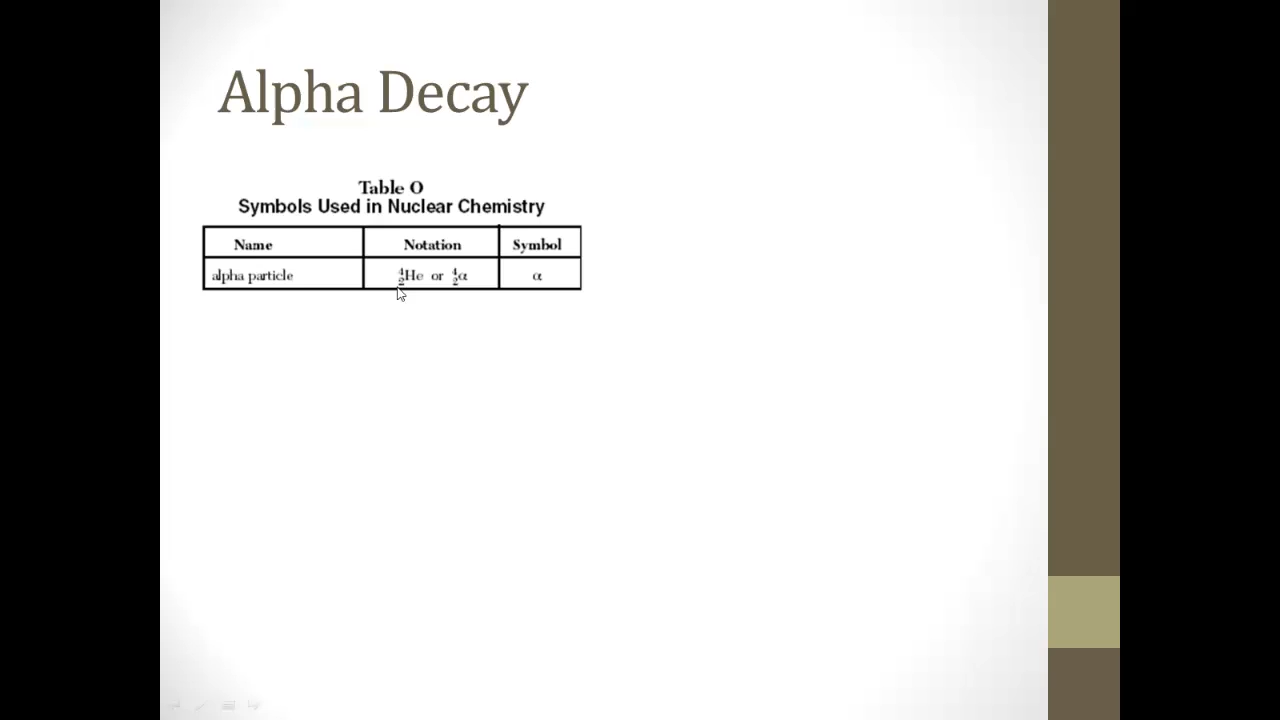 Alpha Decay
Table O
Symbols Used in Nuclear Chemistry
Name Notation Symbol
alpha particle ⁴₂He or ⁴₂α α